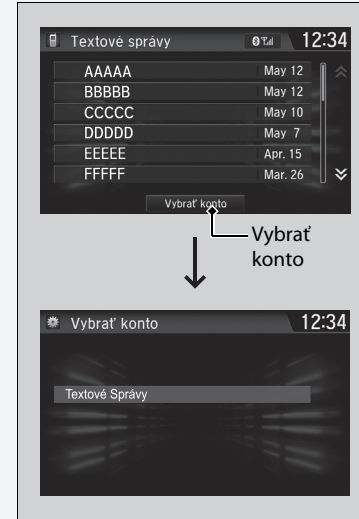 Textové správy 12:34
AAAAA May 12
BBBBB May 12
CCCCC May 10
DDDDD May 7
EEEEE Apr. 15
FFFFF Mar. 26
Vybrať konto
Vybrať
konto
Vybrať konto 12:34
Textové Správy